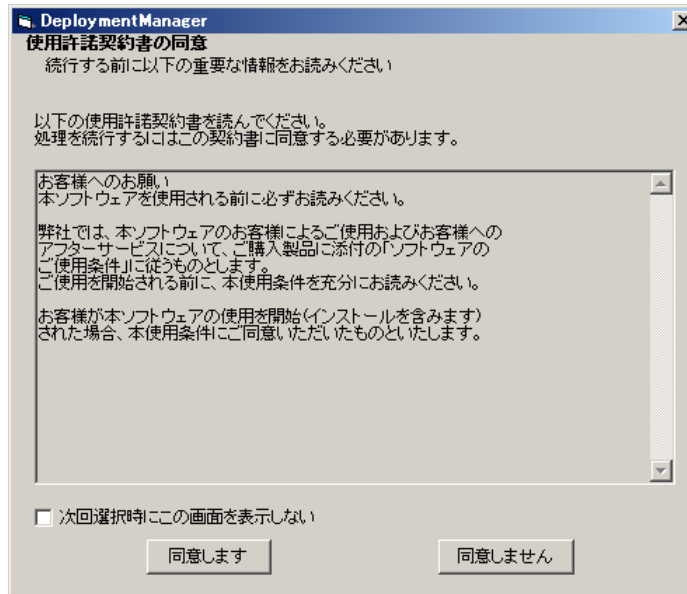 DeploymentManager
使用許諾契約書の同意
続行する前に以下の重要な情報をお読みください
以下の使用許諾契約書を読んでください。
処理を続行するにはこの契約書に同意する必要があります。
お客様へのお願い
本ソフトウェアを使用される前に必ずお読みください。
弊社では、本ソフトウェアのお客様によるご使用およびお客様への
アフターサービスについて、ご購入製品に添付の「ソフトウェアの
ご使用条件」に従うものとします。
ご使用を開始される前に、本使用条件を充分にお読みください。
お客様が本ソフトウェアの使用を開始(インストールを含みます)
された場合、本使用条件にご同意いただいたものといたします。
次回選択時にこの画面を表示しない
同意します
同意しません